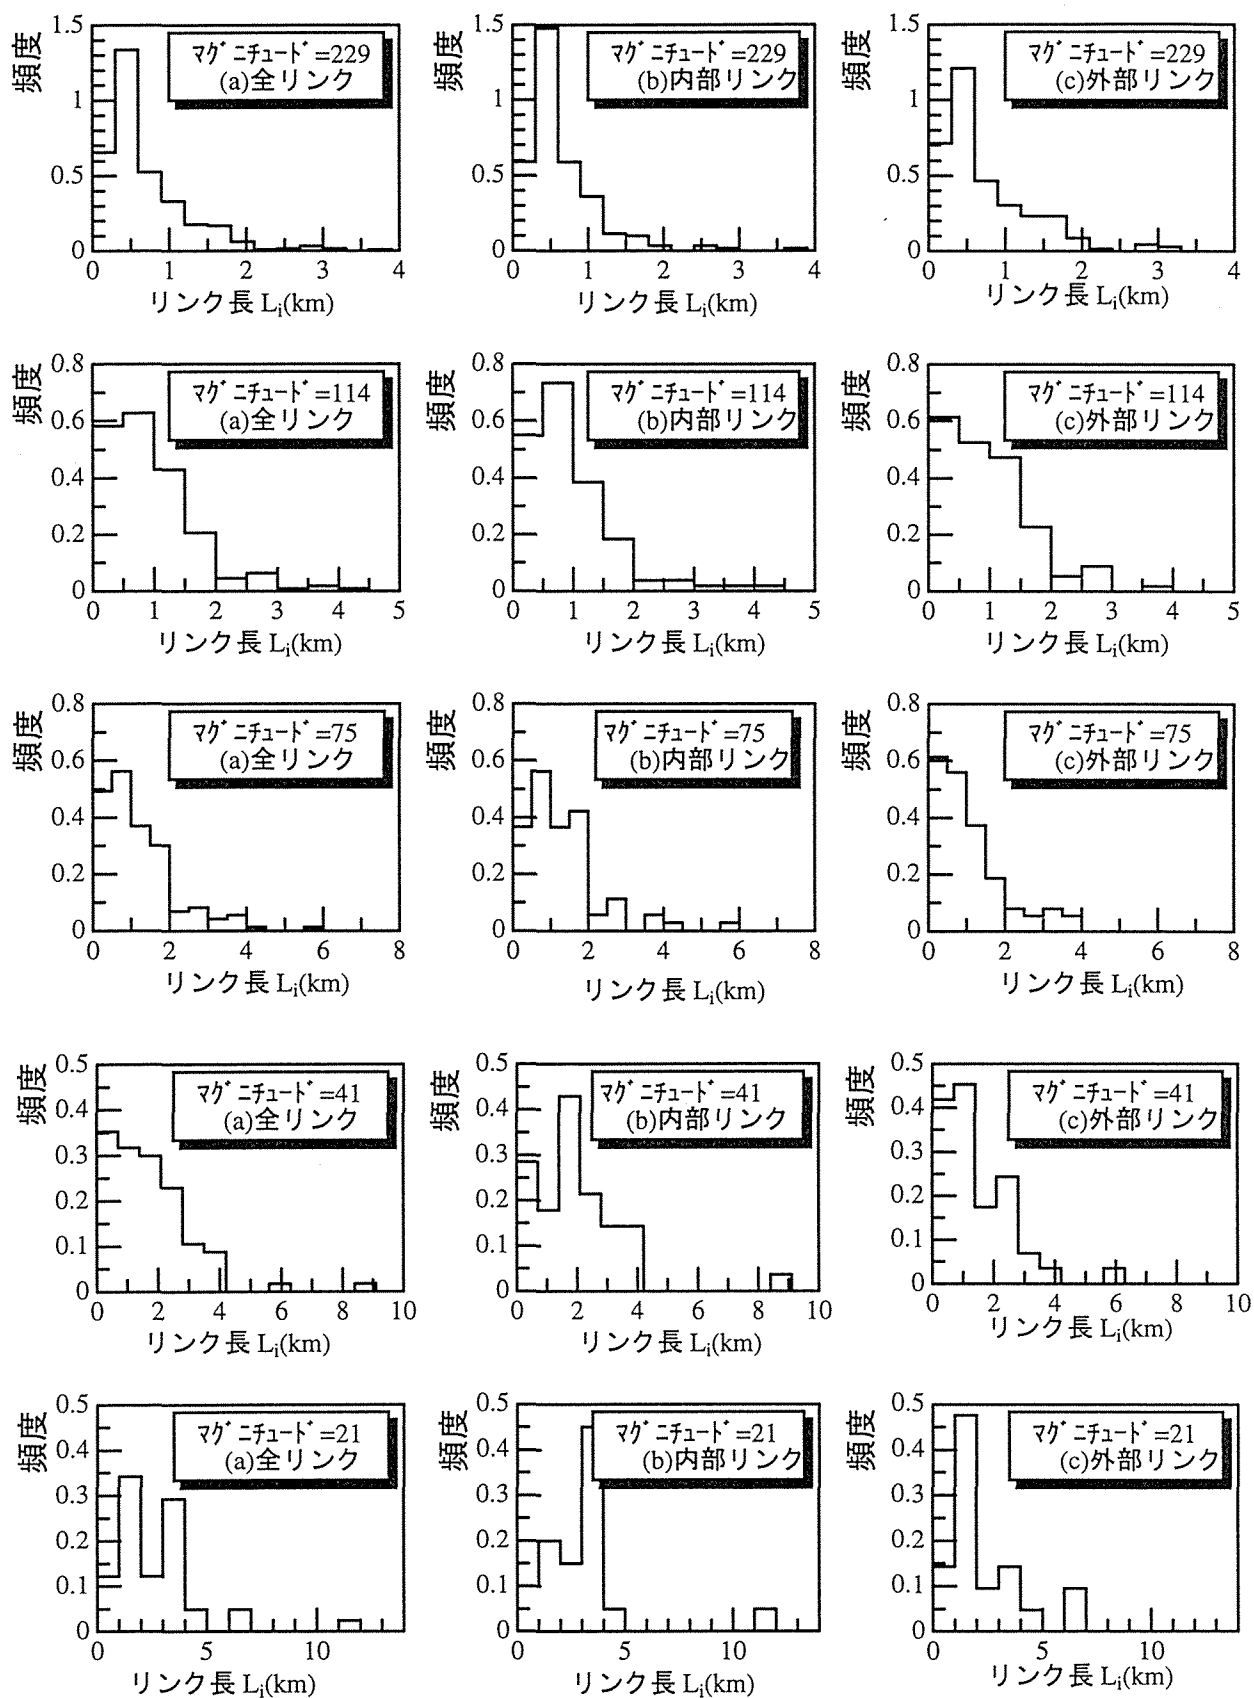 頻度
1.5
1
0.5
0
マグニチュード=229
(a)全リンク
0 1 2 3 4
リンク長 Li(km)
頻度
1.5
1
0.5
0
マグニチュード=229
(b)内部リンク
0 1 2 3 4
リンク長 Li(km)
頻度
1.5
1
0.5
0
マグニチュード=229
(c)外部リンク
0 1 2 3 4
リンク長 Li(km)
頻度
0.8
0.6
0.4
0.2
0
マグニチュード=114
(a)全リンク
0 1 2 3 4 5
リンク長 Li(km)
頻度
0.8
0.6
0.4
0.2
0
マグニチュード=114
(b)内部リンク
0 1 2 3 4 5
リンク長 Li(km)
頻度
0.8
0.6
0.4
0.2
0
マグニチュード=114
(c)外部リンク
0 1 2 3 4 5
リンク長 Li(km)
頻度
0.8
0.6
0.4
0.2
0
マグニチュード=75
(a)全リンク
0 2 4 6 8
リンク長 Li(km)
頻度
0.8
0.6
0.4
0.2
0
マグニチュード=75
(b)内部リンク
0 2 4 6 8
リンク長 Li(km)
頻度
0.8
0.6
0.4
0.2
0
マグニチュード=75
(c)外部リンク
0 2 4 6 8
リンク長 Li(km)
頻度
0.5
0.4
0.3
0.2
0.1
0
マグニチュード=41
(a)全リンク
0 2 4 6 8 10
リンク長 Li(km)
頻度
0.5
0.4
0.3
0.2
0.1
0
マグニチュード=41
(b)内部リンク
0 2 4 6 8 10
リンク長 Li(km)
頻度
0.5
0.4
0.3
0.2
0.1
0
マグニチュード=41
(c)外部リンク
0 2 4 6 8 10
リンク長 Li(km)
頻度
0.5
0.4
0.3
0.2
0.1
0
マグニチュード=21
(a)全リンク
0 5 10
リンク長 Li(km)
頻度
0.5
0.4
0.3
0.2
0.1
0
マグニチュード=21
(b)内部リンク
0 5 10
リンク長 Li(km)
頻度
0.5
0.4
0.3
0.2
0.1
0
マグニチュード=21
(c)外部リンク
0 5 10
リンク長 Li(km)